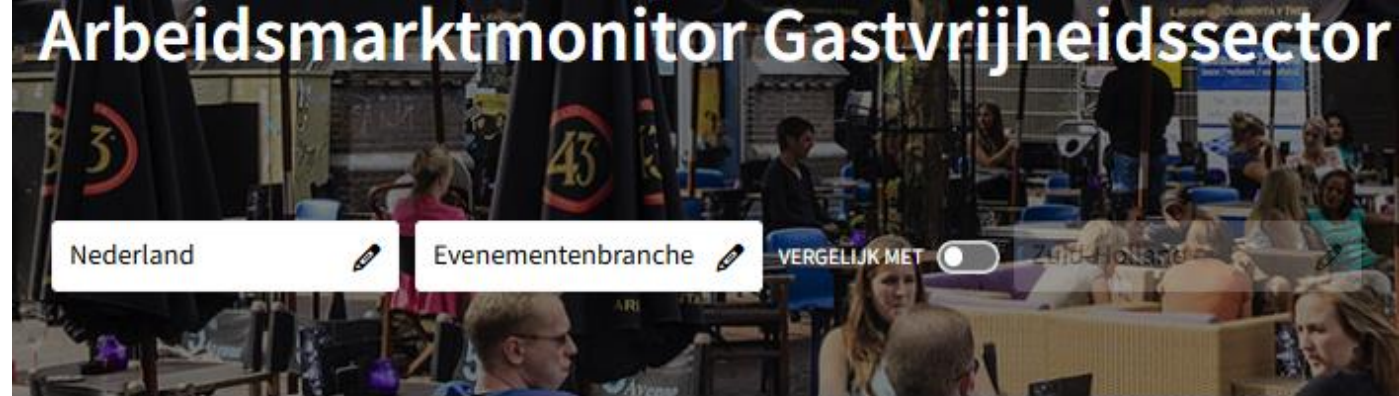 Arbeidsmarktmonitor Gastvrijheidssector
43
Nederland
Evenementenbranche
VERGELIJK MET
Zuid-Holland